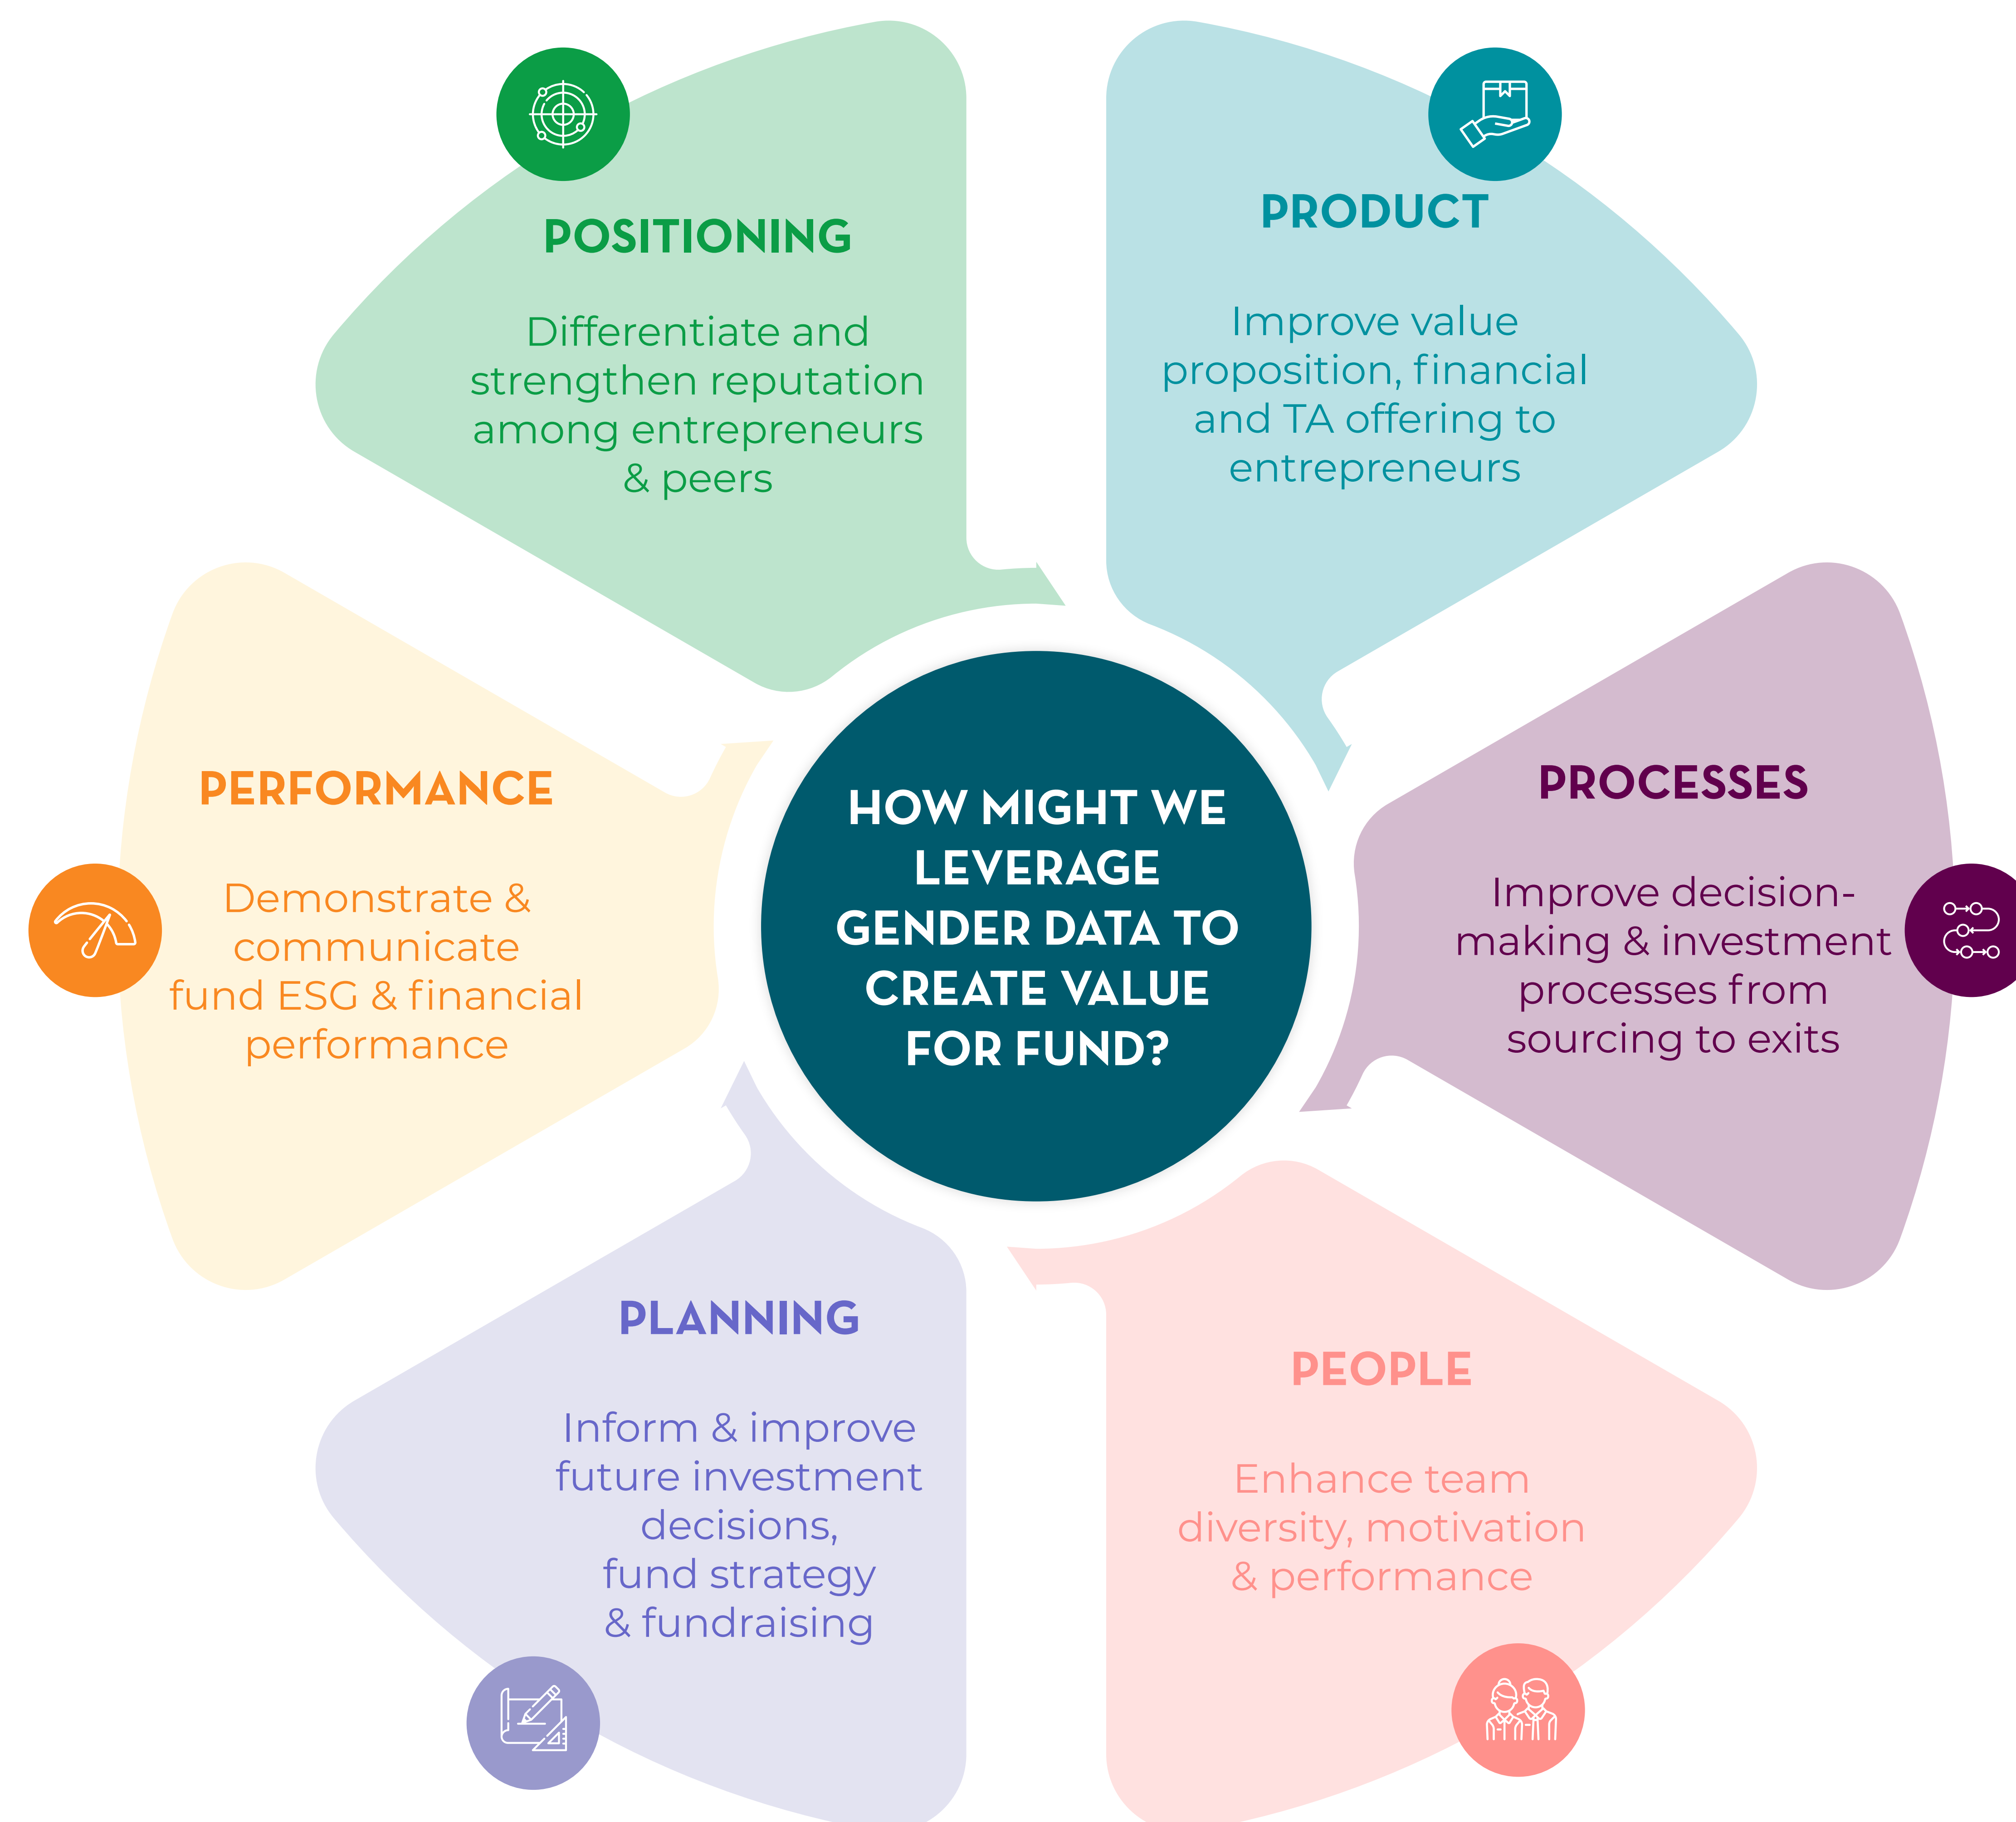 POSITIONING
Differentiate and
strengthen reputation
among entrepreneurs
& peers
PRODUCT
Improve value
proposition, financial
and TA offering to
entrepreneurs
PERFORMANCE
Demonstrate &
communicate
fund ESG & financial
performance
HOW MIGHT WE
LEVERAGE
GENDER DATA TO
CREATE VALUE
FOR FUND?
PROCESSES
Improve decision-
making & investment
processes from
sourcing to exits
PLANNING
Inform & improve
future investment
decisions,
fund strategy
& fundraising
PEOPLE
Enhance team
diversity, motivation
& performance